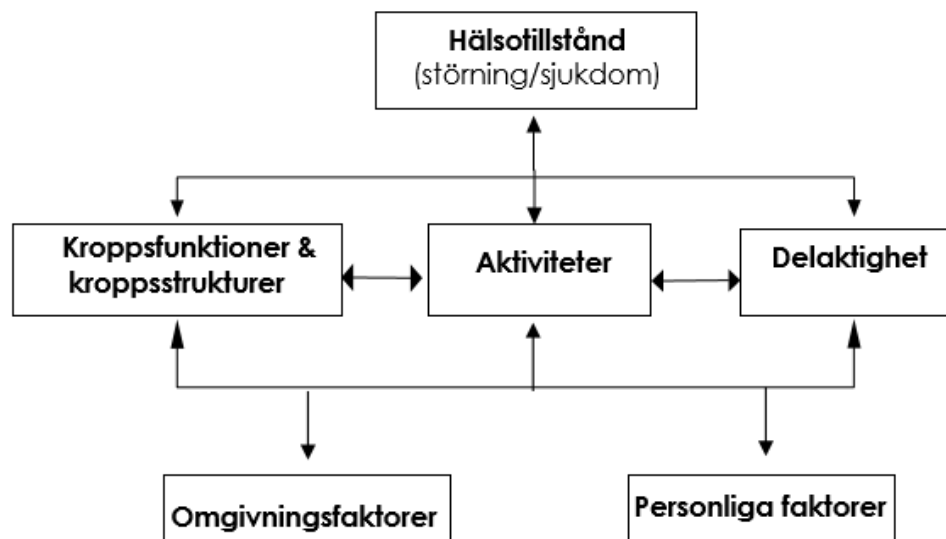 Hälsotillstånd
(störning/sjukdom)
Kroppsfunktioner &
kroppsstrukturer
Aktiviteter
Delaktighet
Omgivningsfaktorer
Personliga faktorer